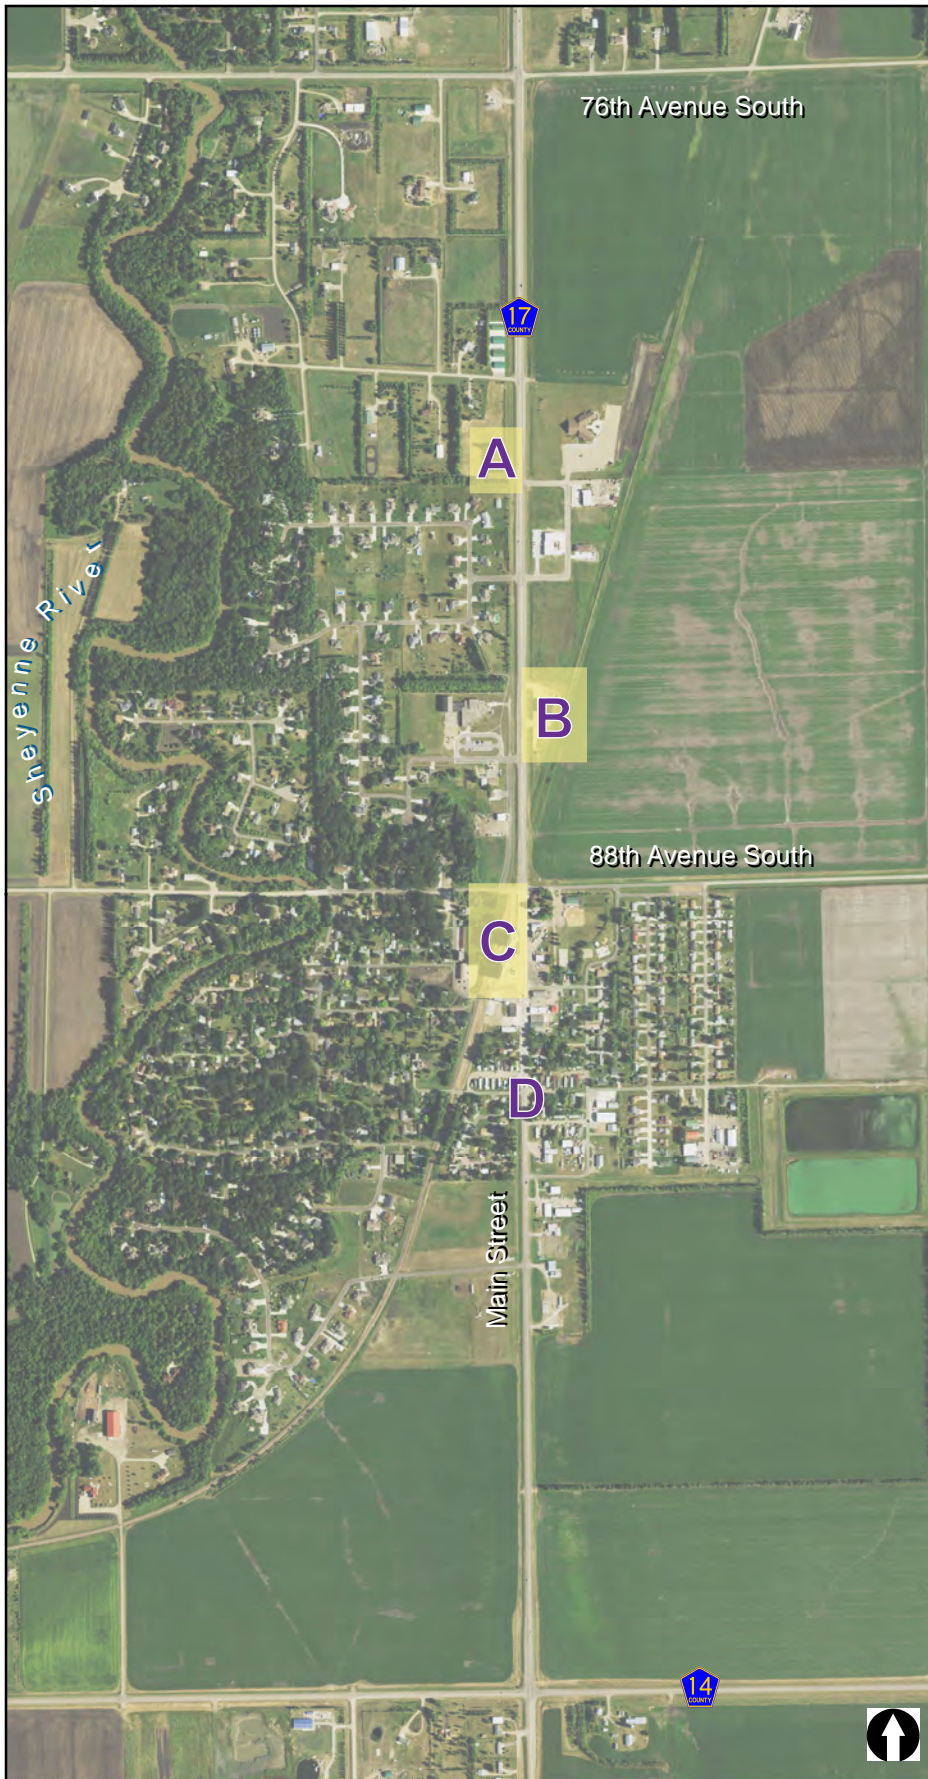 76th Avenue South
17
COUNTY
A
Sheyenne River
B
88th Avenue South
C
D
Main Street
14
COUNTY